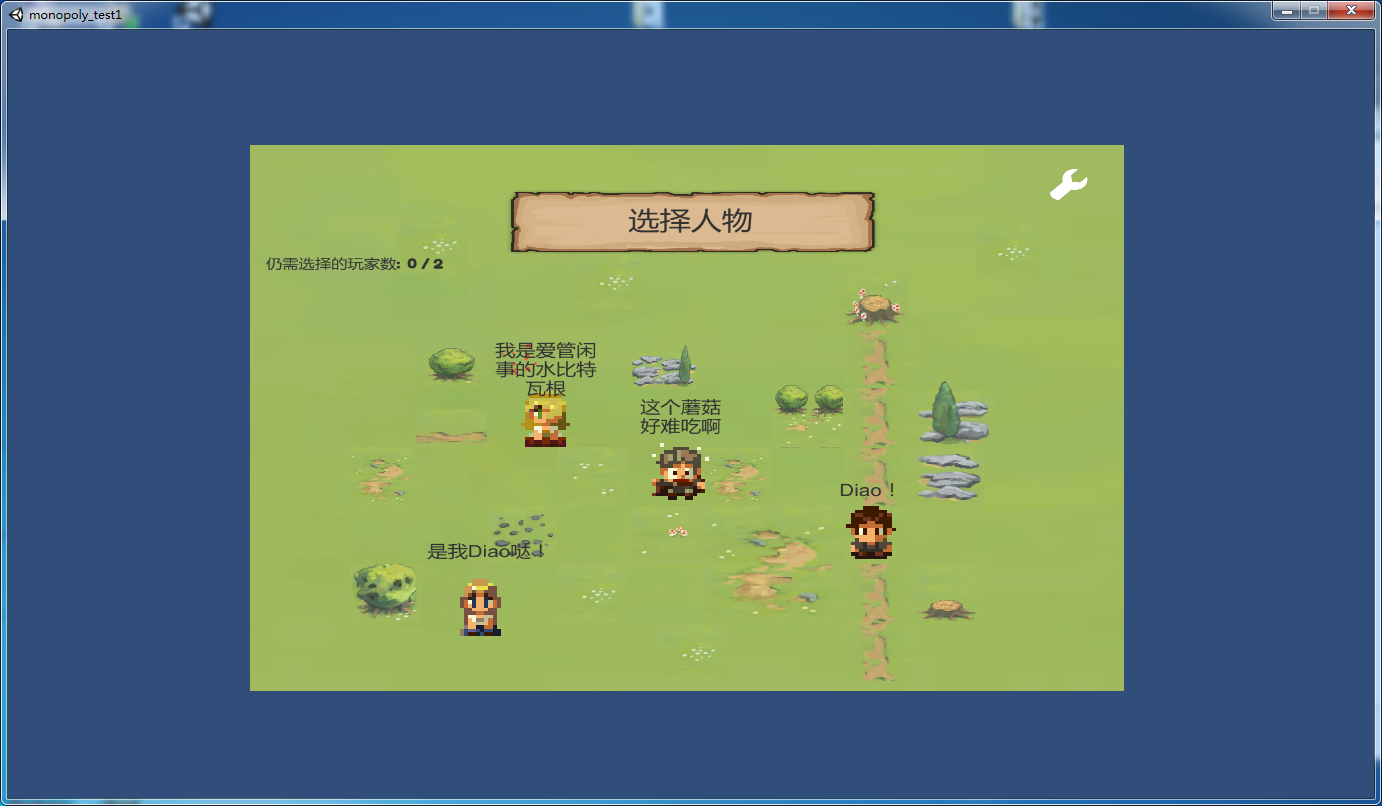 monopoly_test1
选择人物
仍需选择的玩家数: 0 / 2
我是爱管闲
事的水比特
瓦根
这个蘑菇
好难吃啊
Diao！
是我Diao哒！